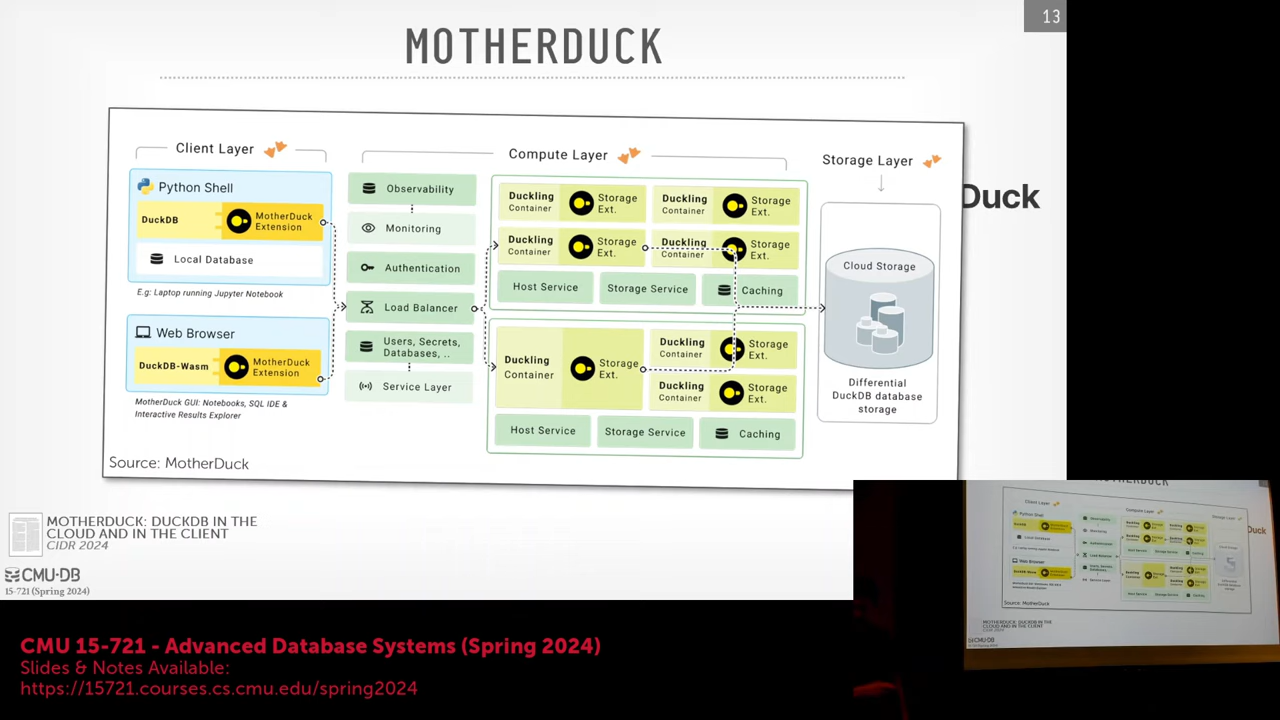 13
MOTHERDUCK
Client Layer
Compute Layer
Storage Layer
Duck
Python Shell
DuckDB
MotherDuck
Extension
Local Database
E.g: Laptop running Jupyter Notebook
Web Browser
DuckDB-Wasm
MotherDuck
Extension
MotherDuck GUI: Notebooks, SQL IDE &
Interactive Results Explorer
Observability
Monitoring
Authentication
Load Balancer
Users, Secrets,
Databases, ..
Service Layer
Duckling
Container
Storage
Ext.
Duckling
Container
Storage
Ext.
Duckling
Container
Storage
Ext.
Duckling
Container
Storage
Ext.
Host Service
Storage Service
Caching
Duckling
Container
Storage
Ext.
Duckling
Container
Storage
Ext.
Duckling
Container
Storage
Ext.
Host Service
Storage Service
Caching
Cloud Storage
Differential
DuckDB database
storage
Source: MotherDuck
MOTHERDUCK: DUCKDB IN THE
CLOUD AND IN THE CLIENT
CIDR 2024
CMU·DB
15-721 (Spring 2024)
CMU 15-721 - Advanced Database Systems (Spring 2024)
Slides & Notes Available:
https://15721.courses.cs.cmu.edu/spring2024